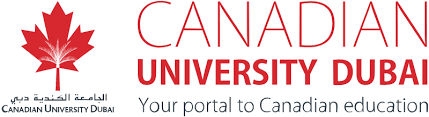 الجامعة الكندية دبي
CANADIAN UNIVERSITY DUBAI
CANADIAN
UNIVERSITY DUBAI
Your portal to Canadian education